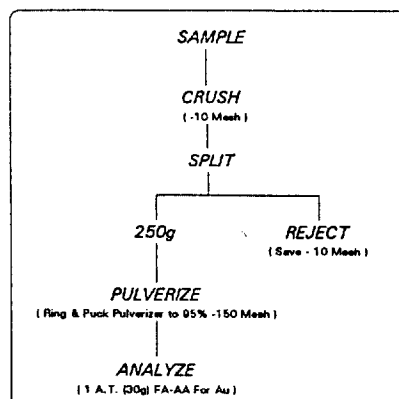 SAMPLE
CRUSH
( -10 Mesh )
SPLIT
250g REJECT
( Save - 10 Mesh )
PULVERIZE
( Ring & Puck Pulverizer to 95% -150 Mesh )
ANALYZE
( 1 A.T. (30g) FA-AA For Au )